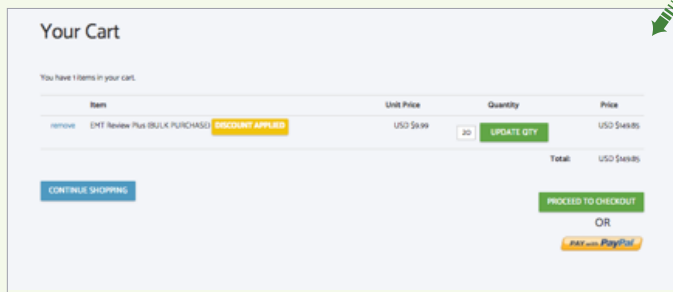 Your Cart
You have 1 items in your cart.
Item Unit Price Quantity Price
remove EMT Review Plus (BULK PURCHASE) DISCOUNT APPLIED USD $9.99 20 UPDATE QTY USD $149.85
Total: USD $149.85
CONTINUE SHOPPING
PROCEED TO CHECKOUT
OR
PAY with PayPal